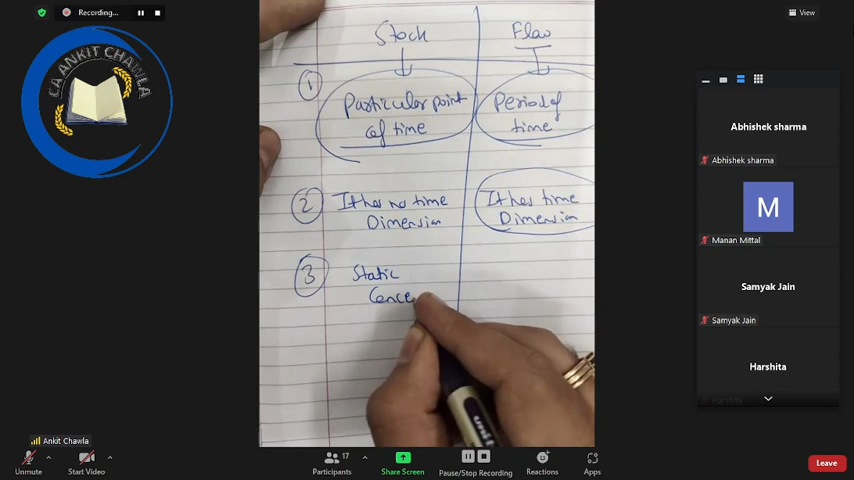 Recording...
View
CA ANKIT CHAWLA
Stock
Flow
1
Particular point
of time
Period of
time
2
It has no time
Dimension
It has time
Dimension
3
Static
Conce
uni
Abhishek sharma
Abhishek sharma
M
Manan Mittal
Samyak Jain
Samyak Jain
Harshita
Harshita
Ankit Chawla
Unmute
Start Video
17
Participants
Share Screen
Pause/Stop Recording
Reactions
Apps
Leave